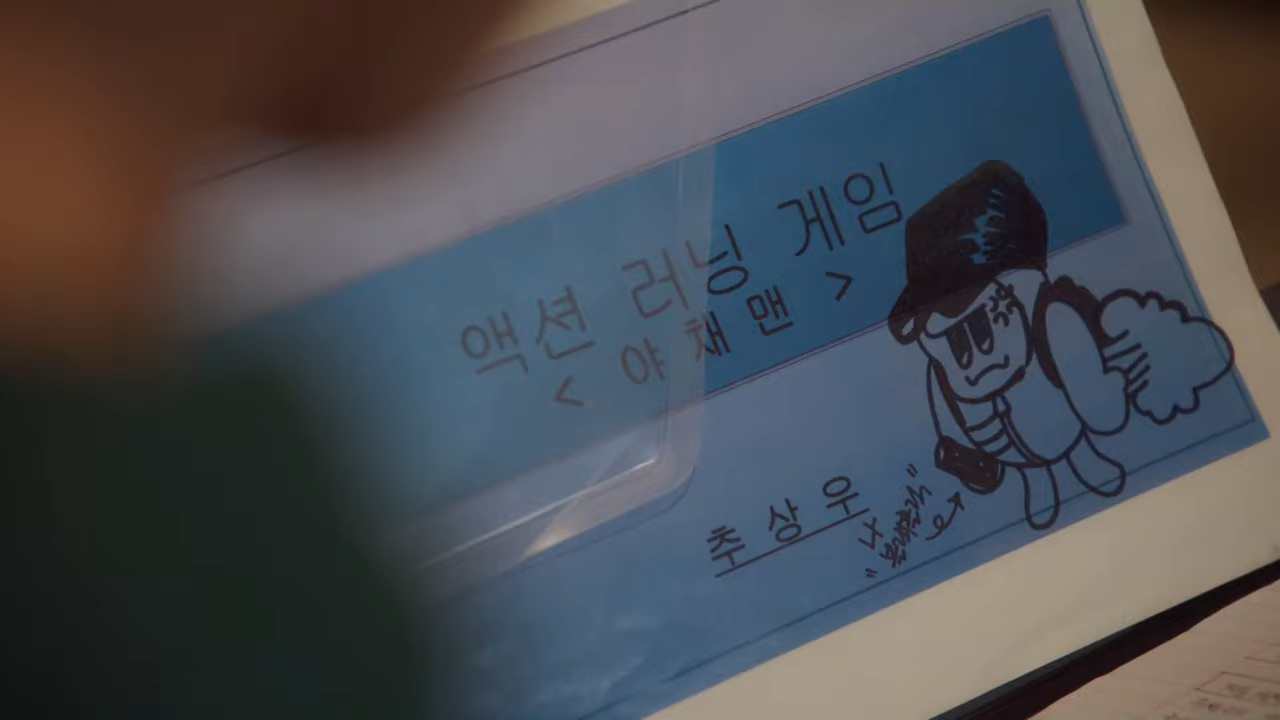 액션 러닝 게임
< 야채맨 >
추 상 우